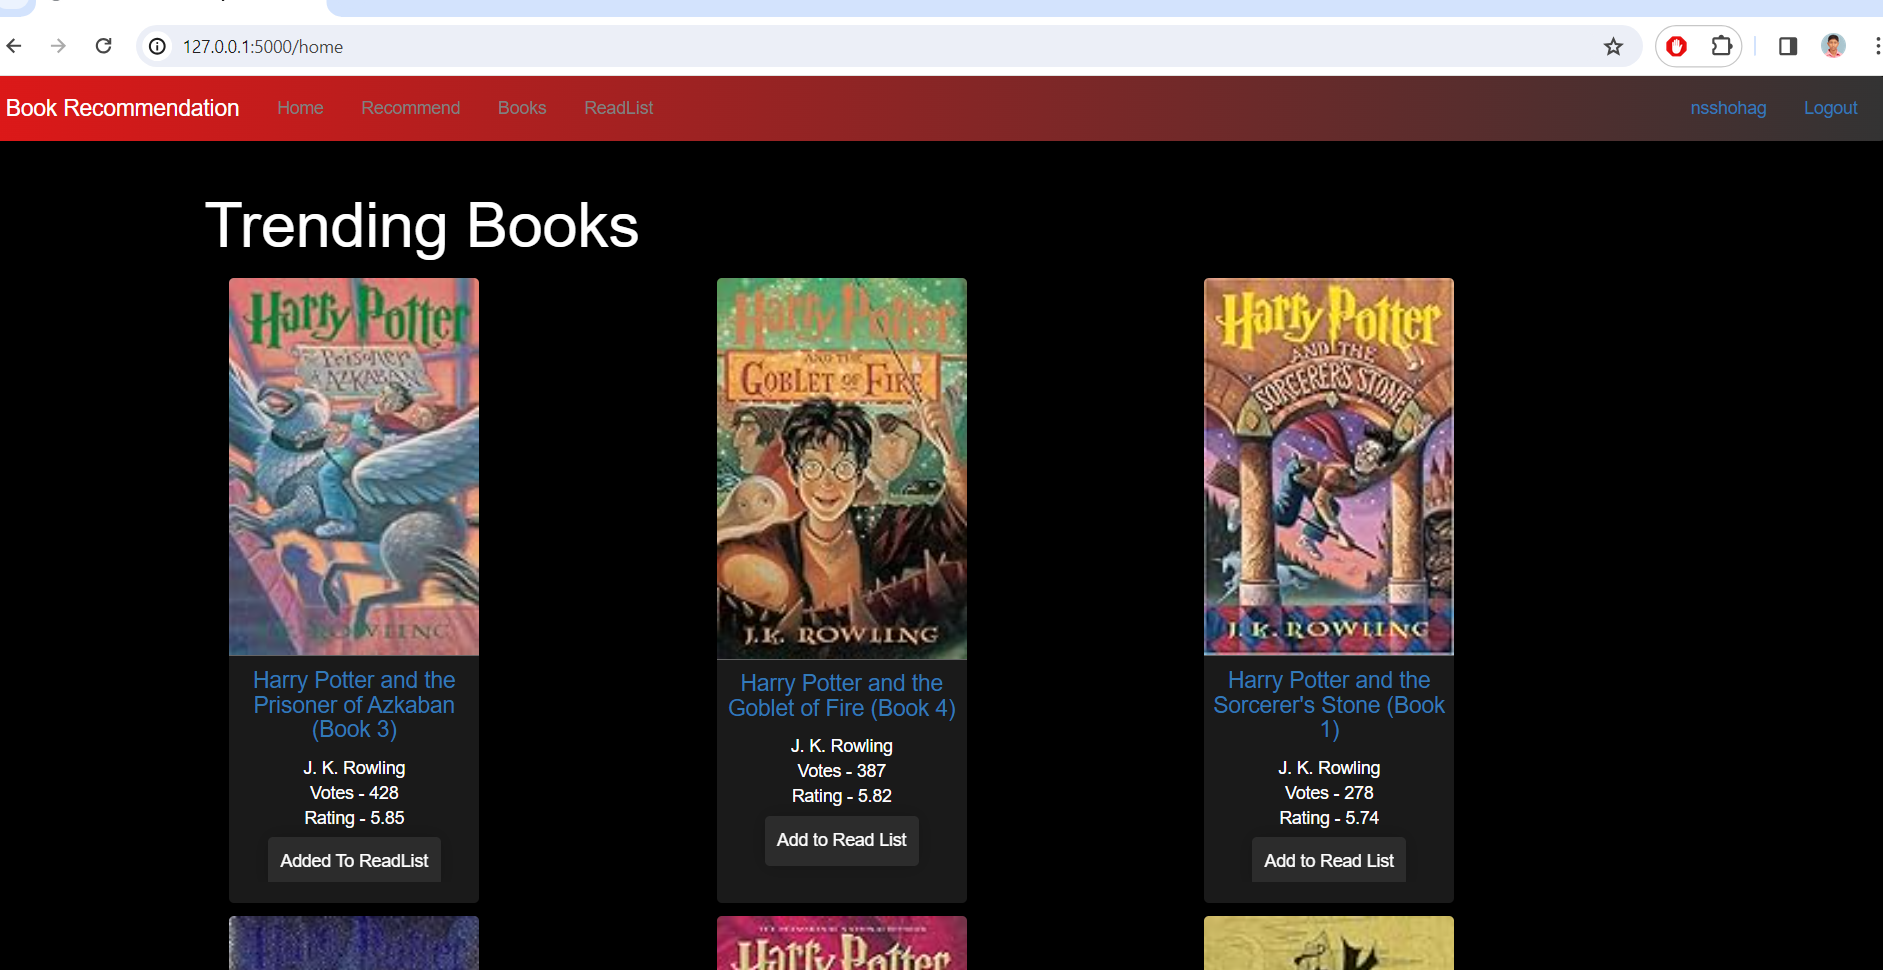 127.0.0.1:5000/home
Book Recommendation Home Recommend Books ReadList nsshohag Logout
Trending Books
Harry Potter
and the
Prisoner
of AZKABAN
J.K. ROWLING
Harry Potter and the
Prisoner of Azkaban
(Book 3)
J. K. Rowling
Votes - 428
Rating - 5.85
Added To ReadList
Harry Potter
AND THE
GOBLET OF FIRE
J.K. ROWLING
Harry Potter and the
Goblet of Fire (Book 4)
J. K. Rowling
Votes - 387
Rating - 5.82
Add to Read List
Harry Potter
AND THE
SORCERER'S STONE
J. K. ROWLING
Harry Potter and the
Sorcerer's Stone (Book
1)
J. K. Rowling
Votes - 278
Rating - 5.74
Add to Read List
Harry Potter
Harry Potter